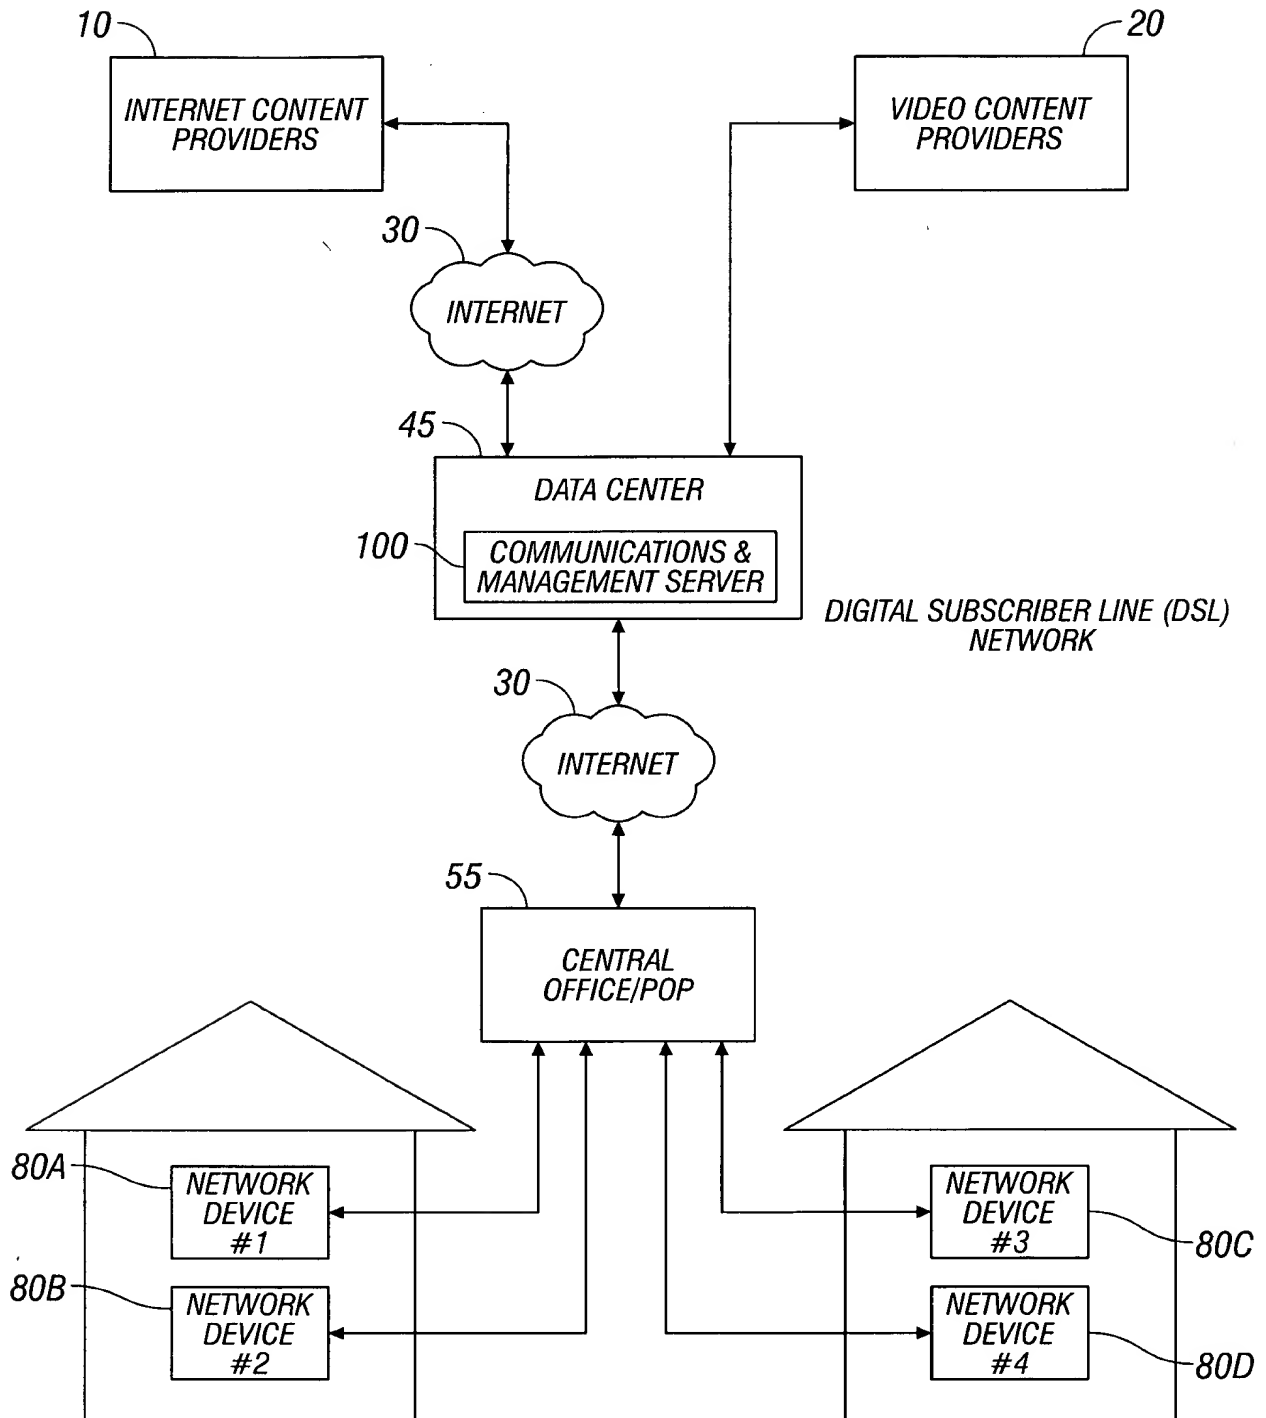 10
20
INTERNET CONTENT
PROVIDERS
VIDEO CONTENT
PROVIDERS
30
INTERNET
45
DATA CENTER
100
COMMUNICATIONS &
MANAGEMENT SERVER
DIGITAL SUBSCRIBER LINE (DSL)
NETWORK
30
INTERNET
55
CENTRAL
OFFICE/POP
80A
NETWORK
DEVICE
#1
80B
NETWORK
DEVICE
#2
NETWORK
DEVICE
#3
80C
NETWORK
DEVICE
#4
80D